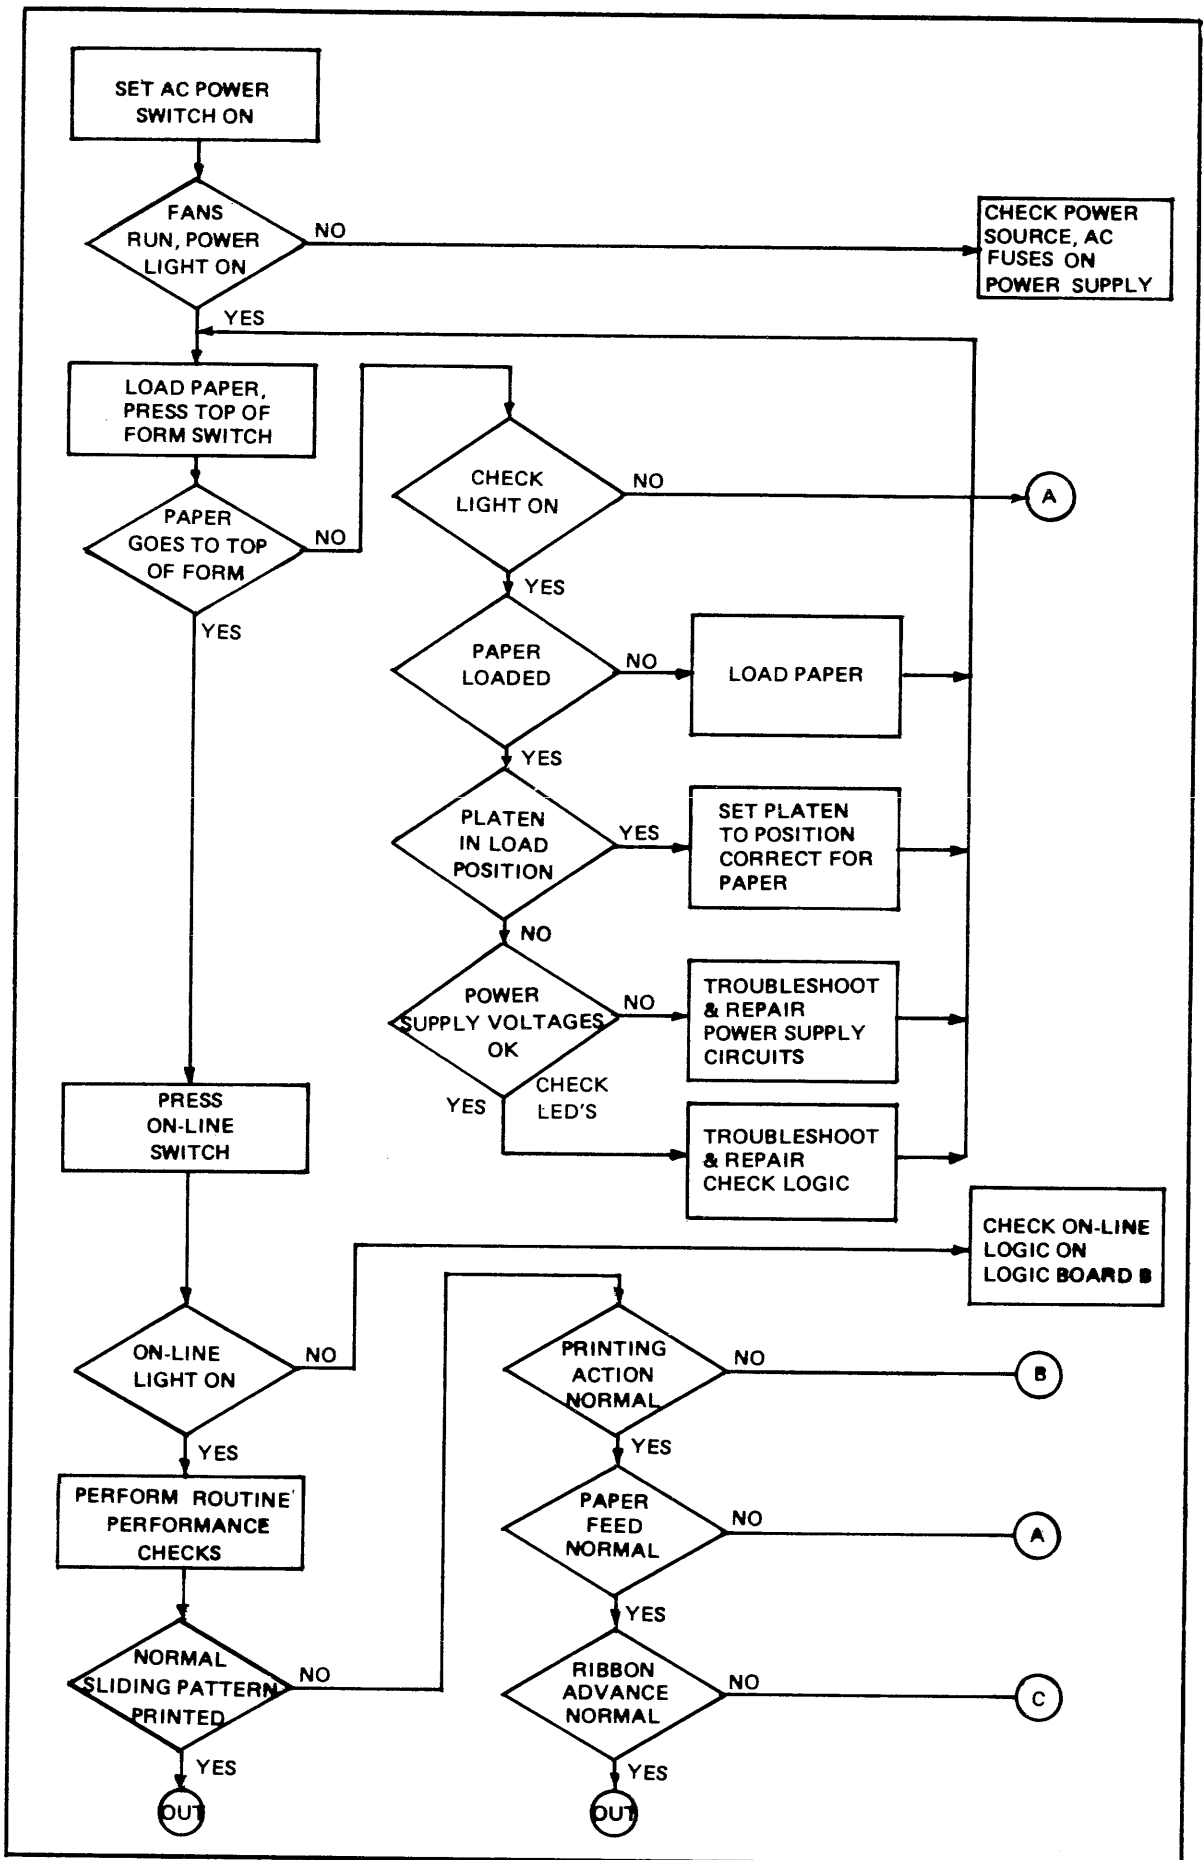 SET AC POWER
SWITCH ON
FANS
RUN, POWER
LIGHT ON
NO
CHECK POWER
SOURCE, AC
FUSES ON
POWER SUPPLY
YES
LOAD PAPER,
PRESS TOP OF
FORM SWITCH
PAPER
GOES TO TOP
OF FORM
NO
YES
CHECK
LIGHT ON
NO
A
YES
PAPER
LOADED
NO
LOAD PAPER
YES
PLATEN
IN LOAD
POSITION
YES
SET PLATEN
TO POSITION
CORRECT FOR
PAPER
NO
POWER
SUPPLY VOLTAGES
OK
NO
TROUBLESHOOT
& REPAIR
POWER SUPPLY
CIRCUITS
YES
CHECK
LED'S
TROUBLESHOOT
& REPAIR
CHECK LOGIC
PRESS
ON-LINE
SWITCH
ON-LINE
LIGHT ON
NO
CHECK ON-LINE
LOGIC ON
LOGIC BOARD B
YES
PERFORM ROUTINE
PERFORMANCE
CHECKS
NORMAL
SLIDING PATTERN
PRINTED
NO
YES
OUT
PRINTING
ACTION
NORMAL
NO
B
YES
PAPER
FEED
NORMAL
NO
A
YES
RIBBON
ADVANCE
NORMAL
NO
C
YES
OUT